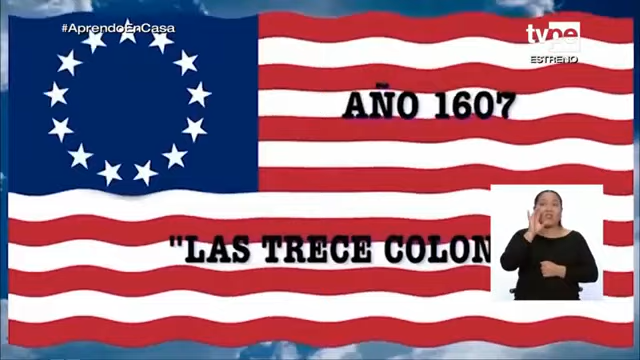 #AprendoEnCasa
tvpe
ESTRENO
AÑO 1607
"LAS TRECE COLON